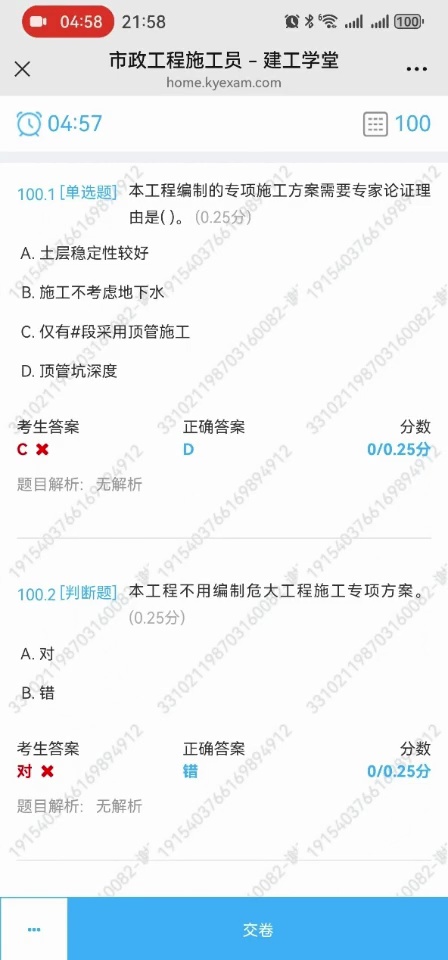 04:58 21:58 6 100
市政工程施工员 - 建工学堂
home.kyexam.com
04:57 100
100.1 [单选题] 本工程编制的专项施工方案需要专家论证理
由是( )。 (0.25分)
A. 土层稳定性较好
B. 施工不考虑地下水
C. 仅有#段采用顶管施工
D. 顶管坑深度
考生答案 正确答案 分数
C ✖ D 0/0.25分
题目解析: 无解析
100.2 [判断题] 本工程不用编制危大工程施工专项方案。
(0.25分)
A. 对
B. 错
考生答案 正确答案 分数
对 ✖ 错 0/0.25分
题目解析: 无解析
交卷